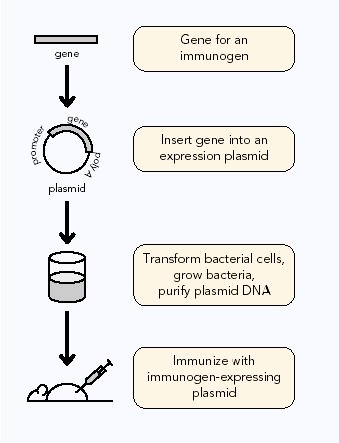 gene
Gene for an
immunogen
promoter
gene
poly A
plasmid
Insert gene into an
expression plasmid
Transform bacterial cells,
grow bacteria,
purify plasmid DNA
Immunize with
immunogen-expressing
plasmid